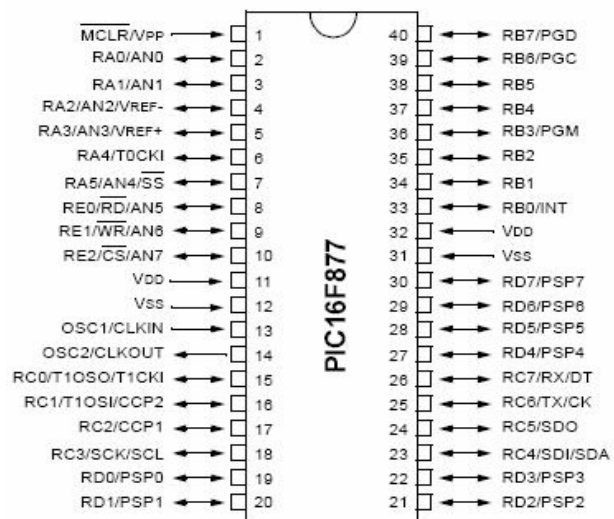 MCLR/VPP 1 40 RB7/PGD
RA0/AN0 2 39 RB6/PGC
RA1/AN1 3 38 RB5
RA2/AN2/VREF- 4 37 RB4
RA3/AN3/VREF+ 5 36 RB3/PGM
RA4/T0CKI 6 35 RB2
RA5/AN4/SS 7 34 RB1
RE0/RD/AN5 8 33 RB0/INT
RE1/WR/AN6 9 32 VDD
RE2/CS/AN7 10 31 VSS
VDD 11 30 RD7/PSP7
VSS 12 29 RD6/PSP6
OSC1/CLKIN 13 28 RD5/PSP5
OSC2/CLKOUT 14 27 RD4/PSP4
RC0/T1OSO/T1CKI 15 26 RC7/RX/DT
RC1/T1OSI/CCP2 16 25 RC6/TX/CK
RC2/CCP1 17 24 RC5/SDO
RC3/SCK/SCL 18 23 RC4/SDI/SDA
RD0/PSP0 19 22 RD3/PSP3
RD1/PSP1 20 21 RD2/PSP2
PIC16F877